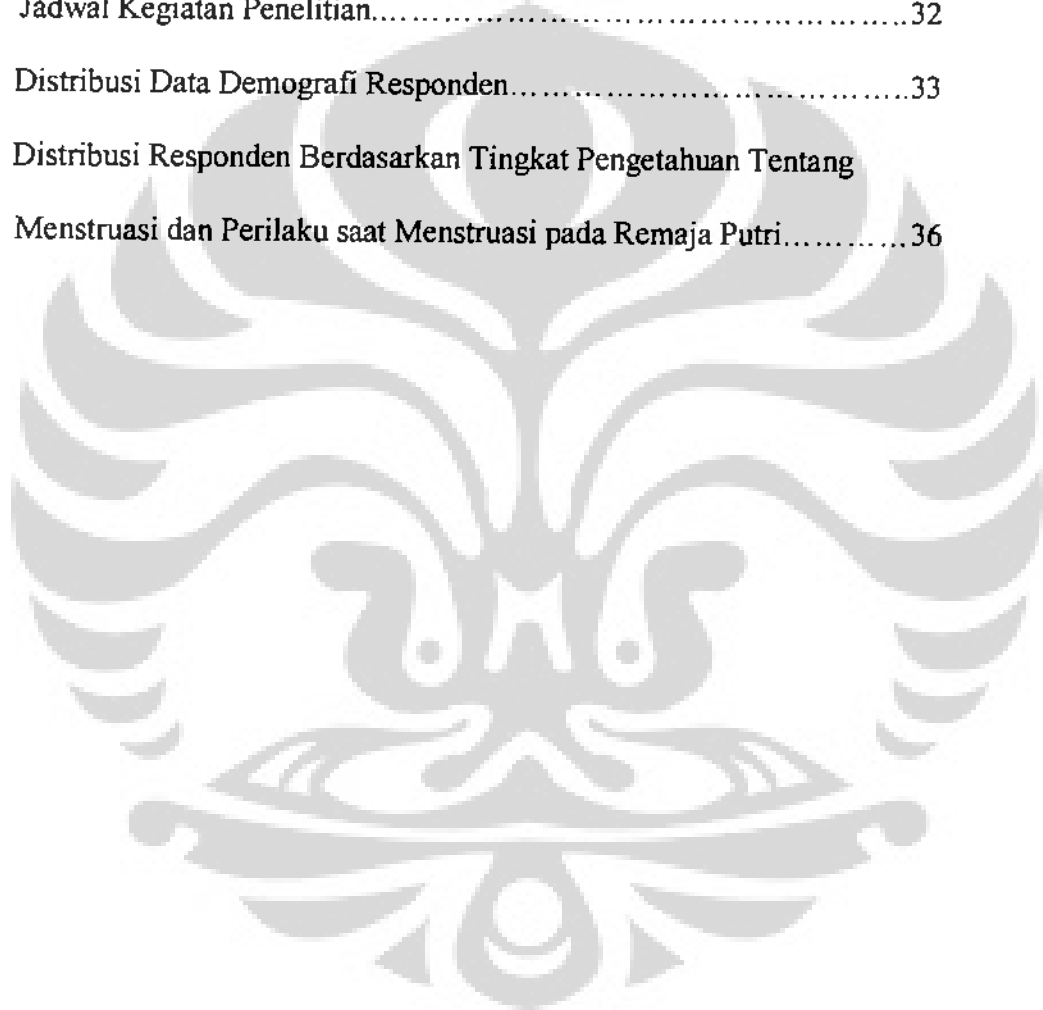 Jadwal Kegiatan Penelitian................................................32
Distribusi Data Demografi Responden....................................33
Distribusi Responden Berdasarkan Tingkat Pengetahuan Tentang
Menstruasi dan Perilaku saat Menstruasi pada Remaja Putri............36